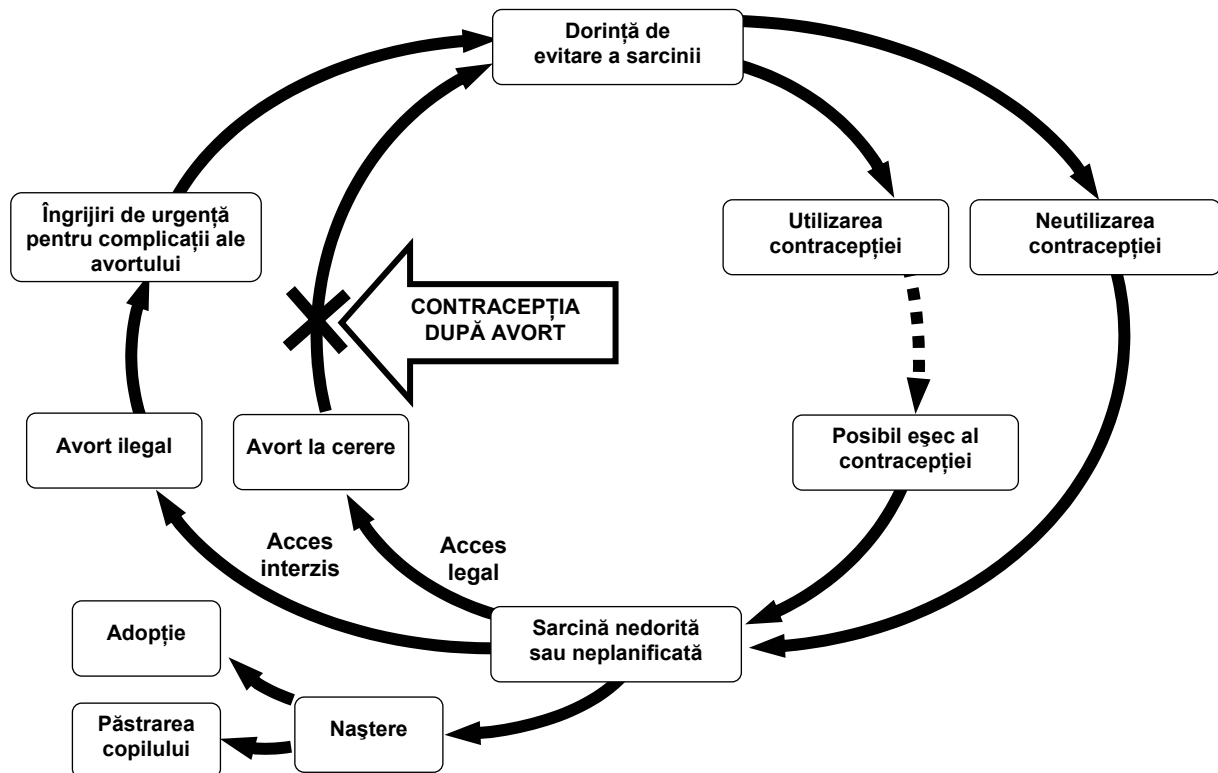 Dorință de
evitare a sarcinii
Îngrijiri de urgență
pentru complicații ale
avortului
Utilizarea
contracepției
Neutilizarea
contracepției
CONTRACEPȚIA
DUPĂ AVORT
Avort ilegal
Avort la cerere
Posibil eşec al
contracepției
Acces
interzis
Acces
legal
Sarcină nedorită
sau neplanificată
Adopție
Păstrarea
copilului
Naştere